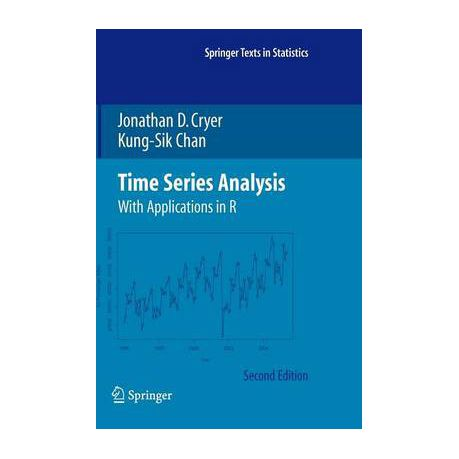 Springer Texts in Statistics
Jonathan D. Cryer
Kung-Sik Chan
Time Series Analysis
With Applications in R
Second Edition
Springer